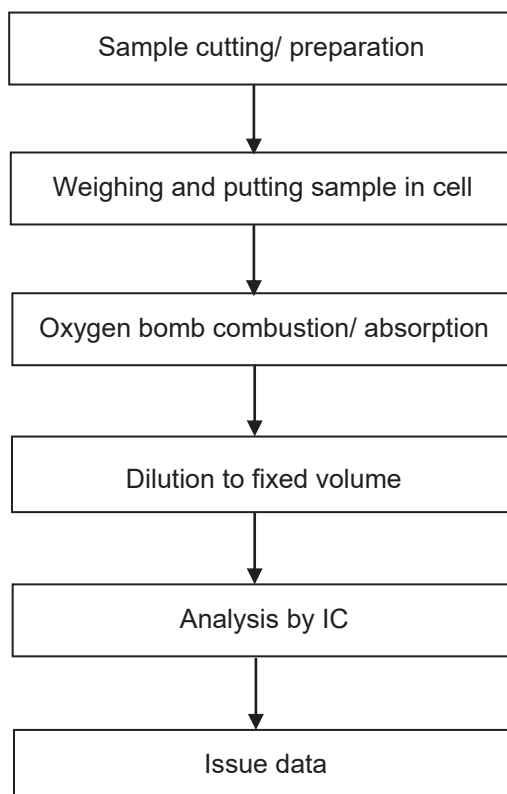 Sample cutting/ preparation
Weighing and putting sample in cell
Oxygen bomb combustion/ absorption
Dilution to fixed volume
Analysis by IC
Issue data